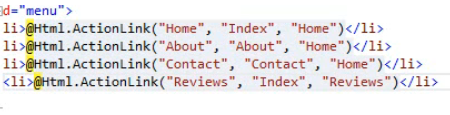 d="menu">
li>@Html.ActionLink("Home", "Index", "Home")</li>
li>@Html.ActionLink("About", "About", "Home")</li>
li>@Html.ActionLink("Contact", "Contact", "Home")</li>
<li>@Html.ActionLink("Reviews", "Index", "Reviews")</li>